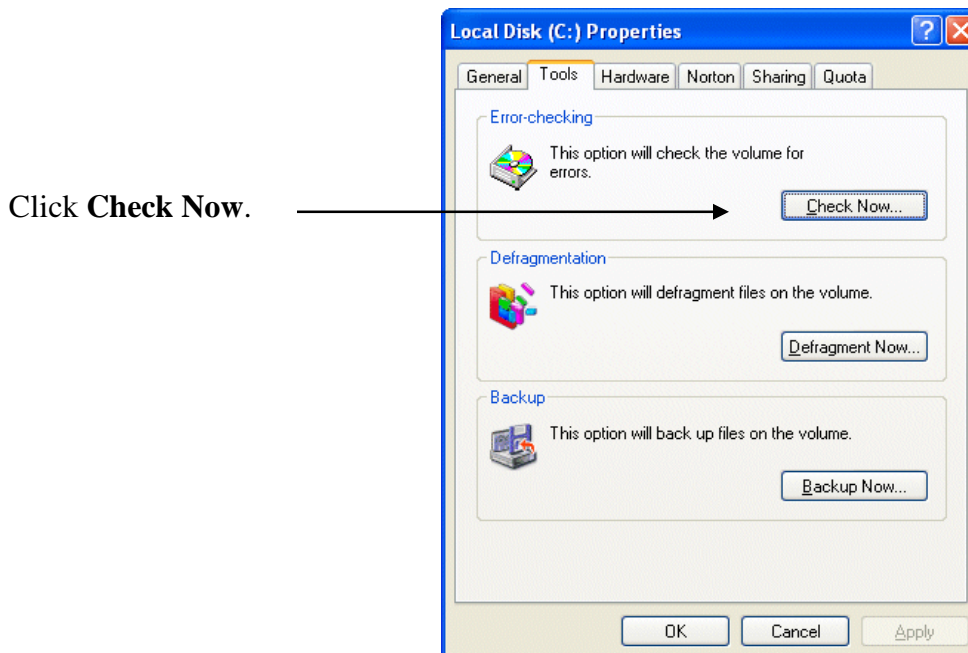 Local Disk (C:) Properties
General Tools Hardware Norton Sharing Quota
Error-checking
This option will check the volume for
errors.
Click Check Now.
Check Now...
Defragmentation
This option will defragment files on the volume.
Defragment Now...
Backup
This option will back up files on the volume.
Backup Now...
OK Cancel Apply